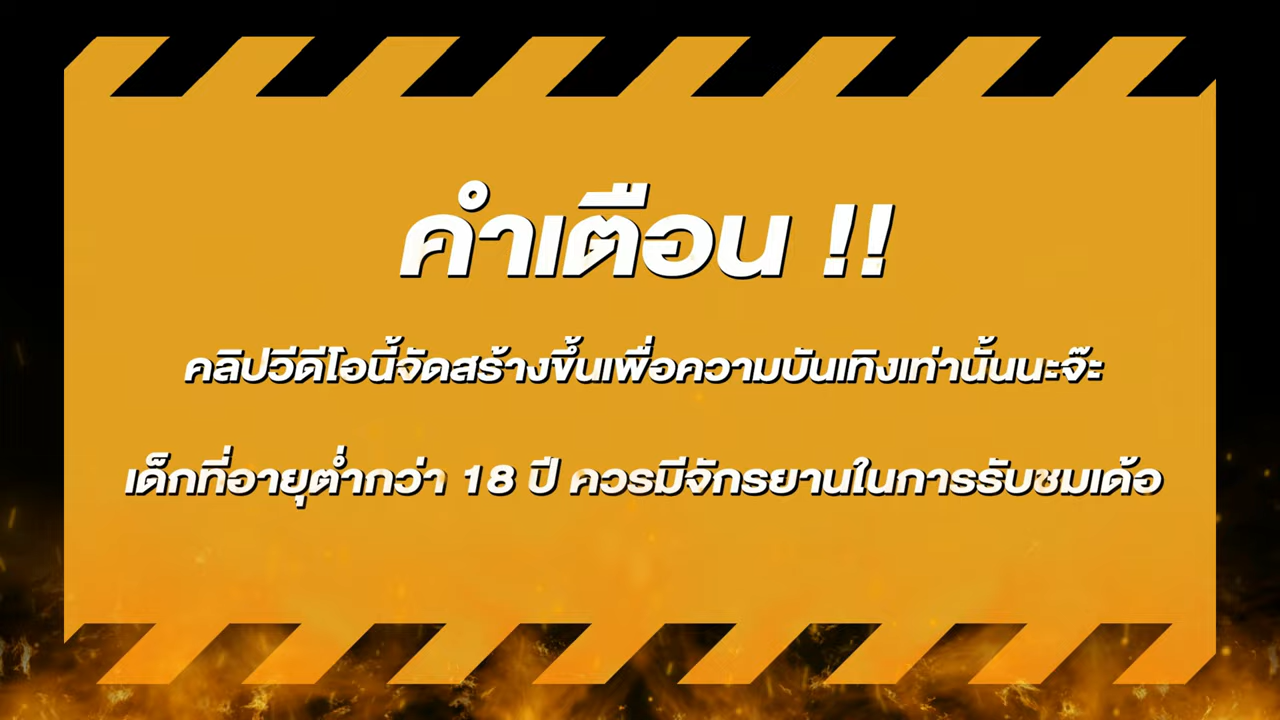 คำเตือน !!
คลิปวีดีโอนี้จัดสร้างขึ้นเพื่อความบันเทิงเท่านั้นนะจ๊ะ
เด็กที่อายุต่ำกว่า 18 ปี ควรมีจักรยานในการรับชมเด้อ